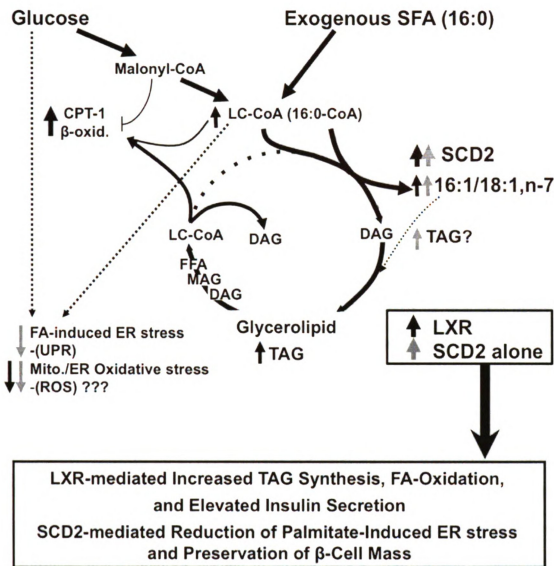 Glucose
Exogenous SFA (16:0)
Malonyl-CoA
CPT-1
β-oxid.
LC-CoA (16:0-CoA)
SCD2
16:1/18:1,n-7
LC-CoA
DAG
DAG
TAG?
FFA
MAG
DAG
Glycerolipid
TAG
FA-induced ER stress
-(UPR)
Mito./ER Oxidative stress
-(ROS) ???
LXR
SCD2 alone
LXR-mediated Increased TAG Synthesis, FA-Oxidation,
and Elevated Insulin Secretion
SCD2-mediated Reduction of Palmitate-Induced ER stress
and Preservation of β-Cell Mass